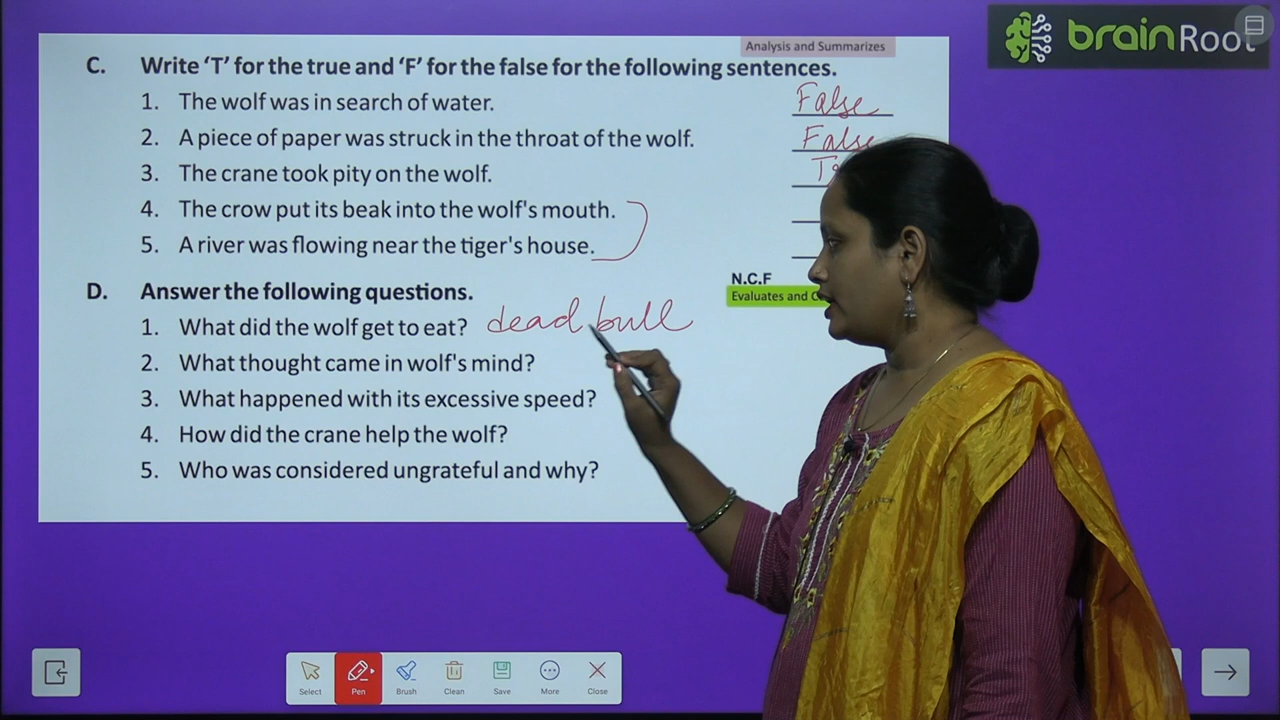 brainRoot
Analysis and Summarizes
C. Write ‘T’ for the true and ‘F’ for the false for the following sentences.
1. The wolf was in search of water. False
2. A piece of paper was struck in the throat of the wolf. False
3. The crane took pity on the wolf.
4. The crow put its beak into the wolf's mouth.
5. A river was flowing near the tiger's house.
N.C.F
D. Answer the following questions.
Evaluates and
1. What did the wolf get to eat? dead bull
2. What thought came in wolf's mind?
3. What happened with its excessive speed?
4. How did the crane help the wolf?
5. Who was considered ungrateful and why?
Select Pen Brush Clean Save More Close